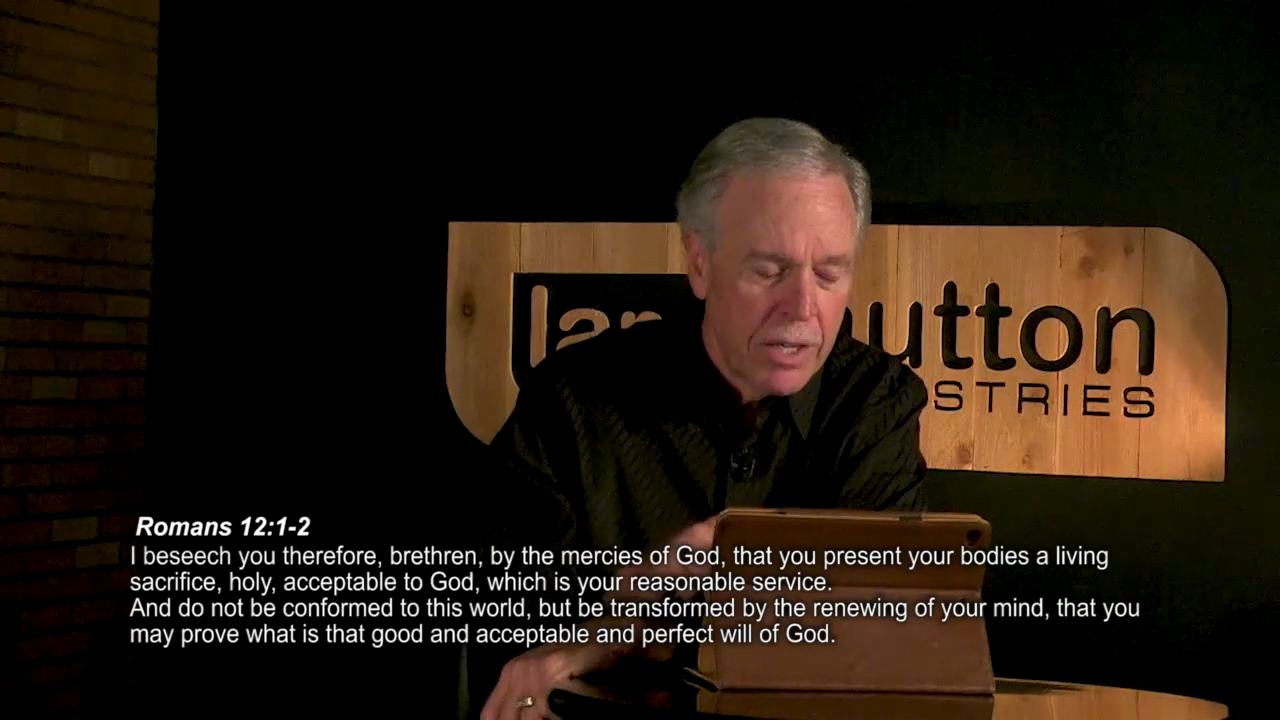 utton
STRIES
Romans 12:1-2
I beseech you therefore, brethren, by the mercies of God, that you present your bodies a living
sacrifice, holy, acceptable to God, which is your reasonable service.
And do not be conformed to this world, but be transformed by the renewing of your mind, that you
may prove what is that good and acceptable and perfect will of God.